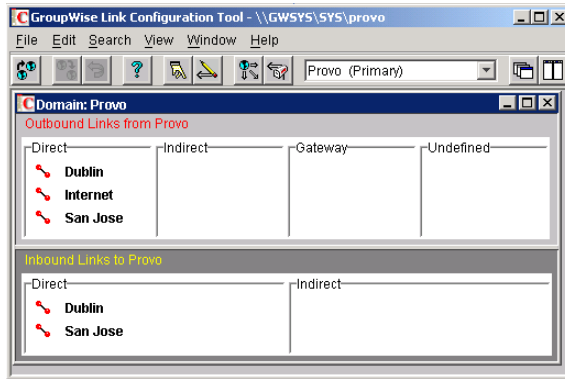 GroupWise Link Configuration Tool - \\GWSYS\SYS\provo
File Edit Search View Window Help
? Provo (Primary)
Domain: Provo
Outbound Links from Provo
Direct Indirect Gateway Undefined
Dublin
Internet
San Jose
Inbound Links to Provo
Direct Indirect
Dublin
San Jose